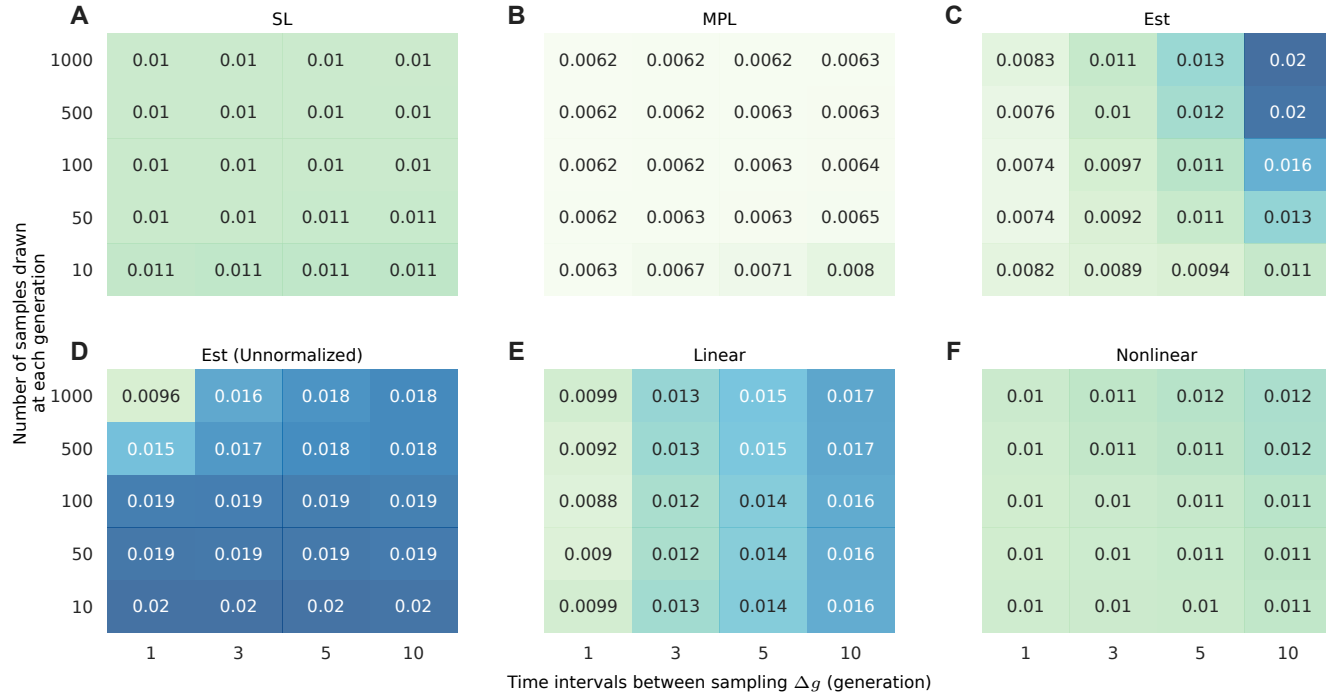 A SL
B MPL
C Est
1000 0.01 0.01 0.01 0.01 0.0062 0.0062 0.0062 0.0063 0.0083 0.011 0.013 0.02
500 0.01 0.01 0.01 0.01 0.0062 0.0062 0.0063 0.0063 0.0076 0.01 0.012 0.02
100 0.01 0.01 0.01 0.01 0.0062 0.0062 0.0063 0.0064 0.0074 0.0097 0.011 0.016
50 0.01 0.01 0.011 0.011 0.0062 0.0063 0.0063 0.0065 0.0074 0.0092 0.011 0.013
10 0.011 0.011 0.011 0.011 0.0063 0.0067 0.0071 0.008 0.0082 0.0089 0.0094 0.011
Number of samples drawn
at each generation
D Est (Unnormalized)
E Linear
F Nonlinear
1000 0.0096 0.016 0.018 0.018 0.0099 0.013 0.015 0.017 0.01 0.011 0.012 0.012
500 0.015 0.017 0.018 0.018 0.0092 0.013 0.015 0.017 0.01 0.011 0.011 0.012
100 0.019 0.019 0.019 0.019 0.0088 0.012 0.014 0.016 0.01 0.01 0.011 0.011
50 0.019 0.019 0.019 0.019 0.009 0.012 0.014 0.016 0.01 0.01 0.011 0.011
10 0.02 0.02 0.02 0.02 0.0099 0.013 0.014 0.016 0.01 0.01 0.01 0.011
1 3 5 10 1 3 5 10 1 3 5 10
Time intervals between sampling Δg (generation)